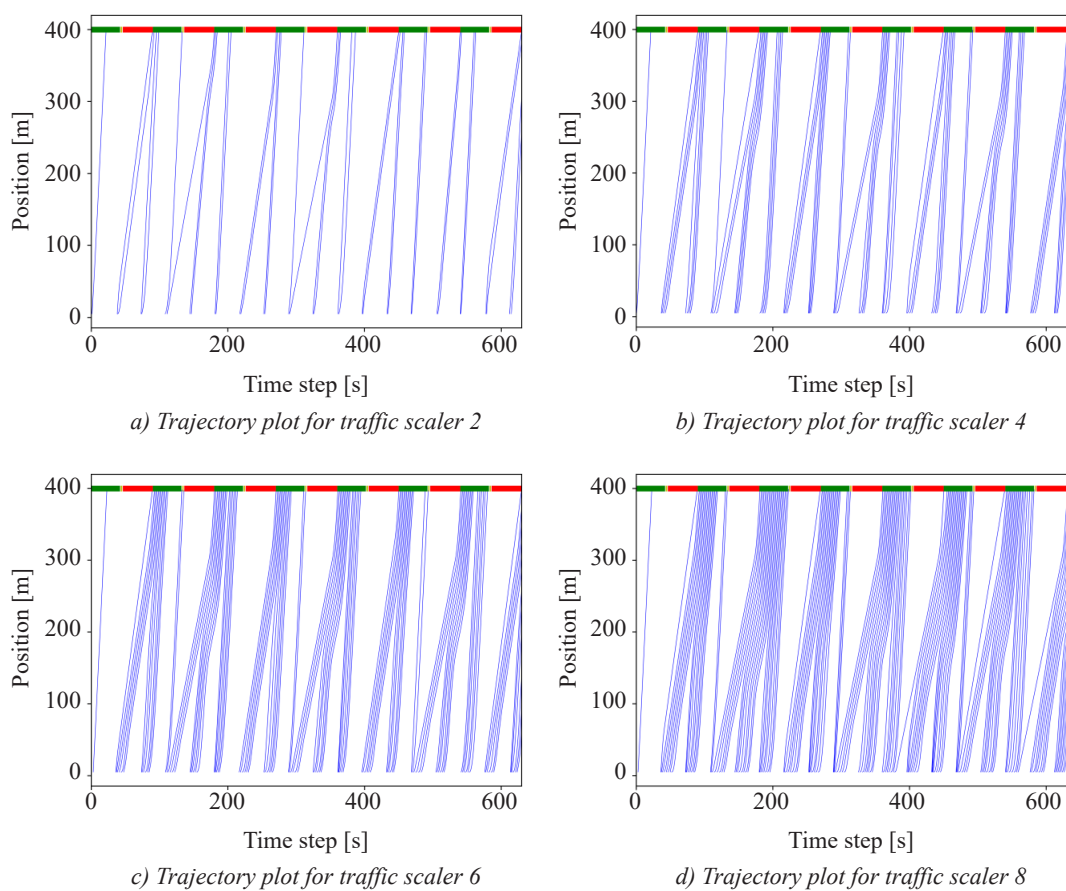 400
300
200
100
0
Position [m]
0 200 400 600
Time step [s]
a) Trajectory plot for traffic scaler 2
400
300
200
100
0
Position [m]
0 200 400 600
Time step [s]
b) Trajectory plot for traffic scaler 4
400
300
200
100
0
Position [m]
0 200 400 600
Time step [s]
c) Trajectory plot for traffic scaler 6
400
300
200
100
0
Position [m]
0 200 400 600
Time step [s]
d) Trajectory plot for traffic scaler 8